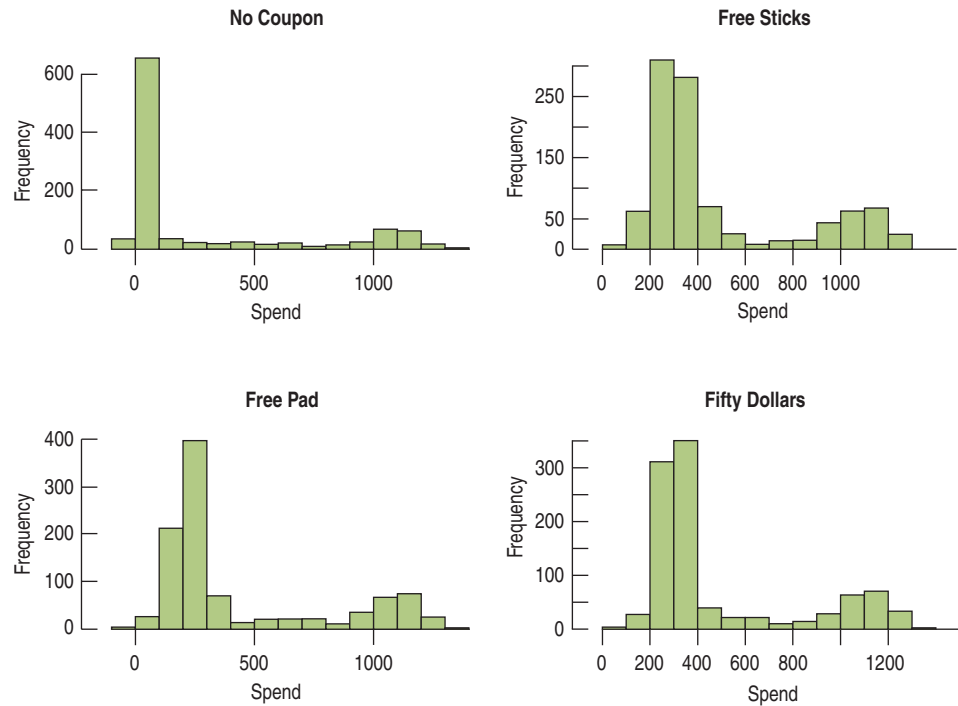 No Coupon
Frequency
600
400
200
0
0 500 1000
Spend
Free Sticks
Frequency
250
150
50
0
0 200 400 600 800 1000
Spend
Free Pad
Frequency
400
300
200
100
0
0 500 1000
Spend
Fifty Dollars
Frequency
300
200
100
0
0 200 400 600 800 1200
Spend